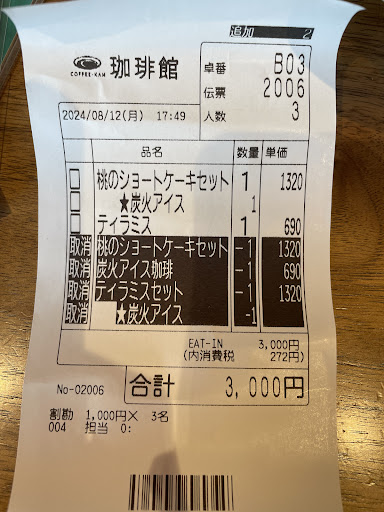 追加 2
COFFEE-KAN 珈琲館
卓番 B03
伝票 2006
人数 3
2024/08/12(月) 17:49
品名 数量 単価
桃のショートケーキセット 1 1320
★炭火アイス 1
ティラミス 1 690
取消 桃のショートケーキセット -1 1320
取消 炭火アイス珈琲 -1 690
取消 ティラミスセット -1 1320
取消 ★炭火アイス -1
EAT-IN 3,000円
(内消費税 272円)
No-02006 合計 3,000円
割勘 1,000円× 3名
004 担当 0: